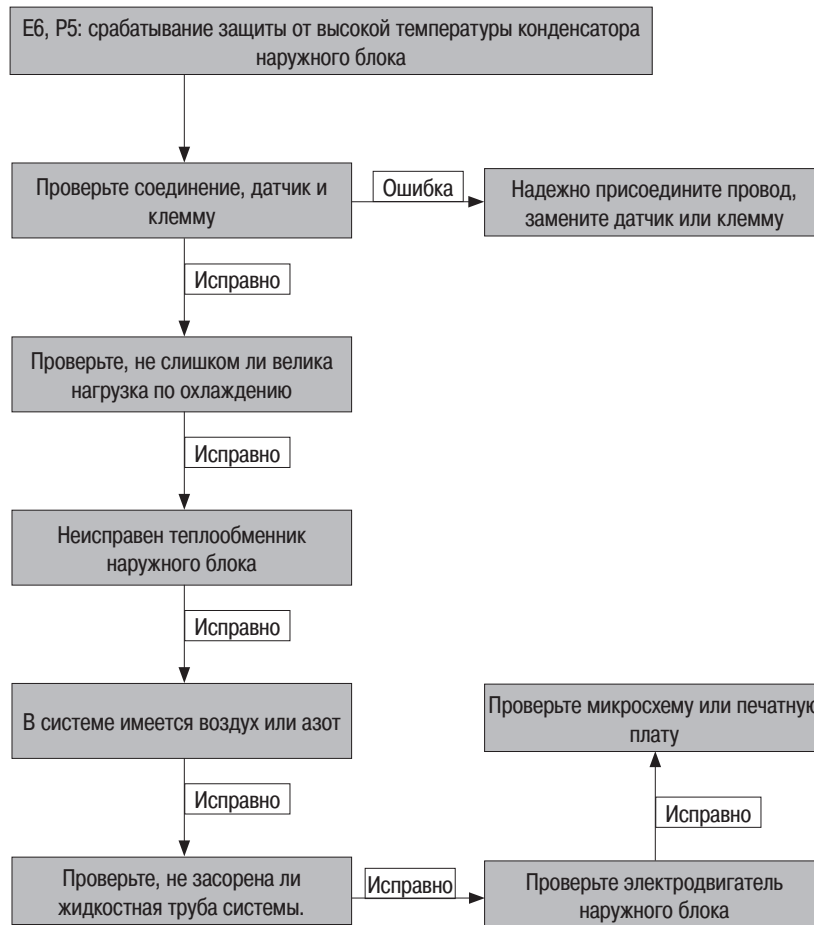 Е6, Р5: срабатывание защиты от высокой температуры конденсатора
наружного блока
Проверьте соединение, датчик и
клемму
Ошибка
Надежно присоедините провод,
замените датчик или клемму
Исправно
Проверьте, не слишком ли велика
нагрузка по охлаждению
Исправно
Неисправен теплообменник
наружного блока
Исправно
В системе имеется воздух или азот
Исправно
Проверьте, не засорена ли
жидкостная труба системы.
Исправно
Проверьте электродвигатель
наружного блока
Исправно
Проверьте микросхему или печатную
плату